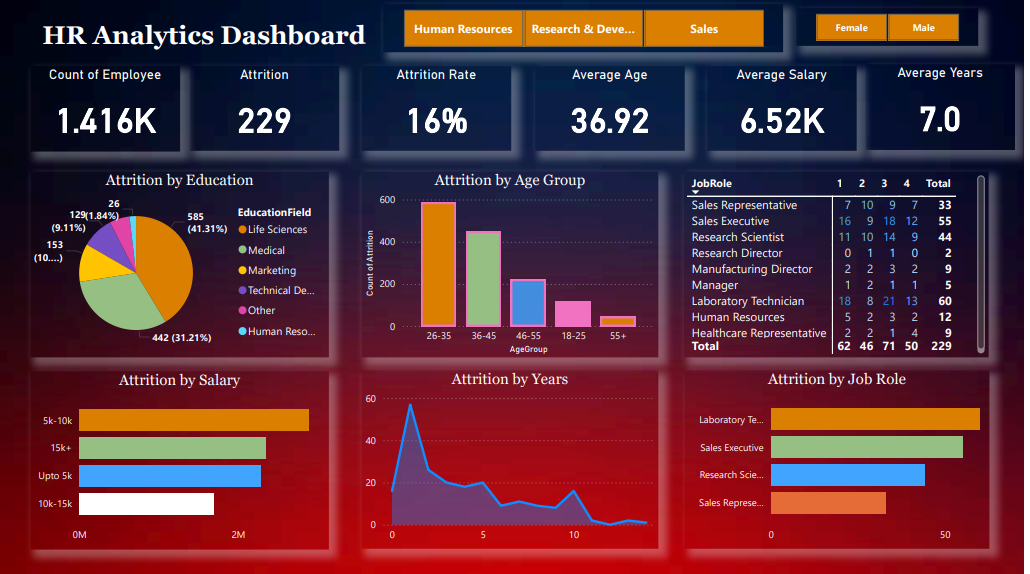 HR Analytics Dashboard
Human Resources
Research & Deve...
Sales
Female
Male
Count of Employee
1.416K
Attrition
229
Attrition Rate
16%
Average Age
36.92
Average Salary
6.52K
Average Years
7.0
Attrition by Education
26
(1.84%)
129
(9.11%)
153
(10....)
585
(41.31%)
442 (31.21%)
EducationField
Life Sciences
Medical
Marketing
Technical De...
Other
Human Reso...
Attrition by Age Group
Count of Attrition
600
400
200
0
26-35 36-45 46-55 18-25 55+
AgeGroup
JobRole 1 2 3 4 Total
Sales Representative 7 10 9 7 33
Sales Executive 16 9 18 12 55
Research Scientist 11 10 14 9 44
Research Director 0 1 1 0 2
Manufacturing Director 2 2 3 2 9
Manager 1 2 1 1 5
Laboratory Technician 18 8 21 13 60
Human Resources 5 2 3 2 12
Healthcare Representative 2 2 1 4 9
Total 62 46 71 50 229
Attrition by Salary
5k-10k
15k+
Upto 5k
10k-15k
0M 2M
Attrition by Years
60
40
20
0
0 5 10
Attrition by Job Role
Laboratory Te...
Sales Executive
Research Scie...
Sales Represe...
0 50